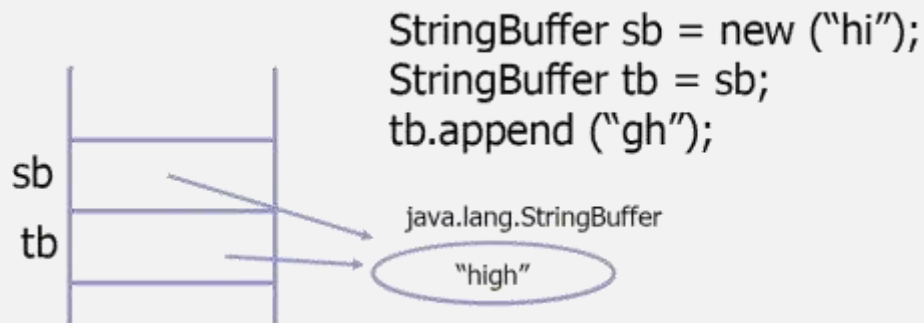 StringBuffer sb = new (“hi”);
StringBuffer tb = sb;
tb.append (“gh”);
sb
tb
java.lang.StringBuffer
“high”